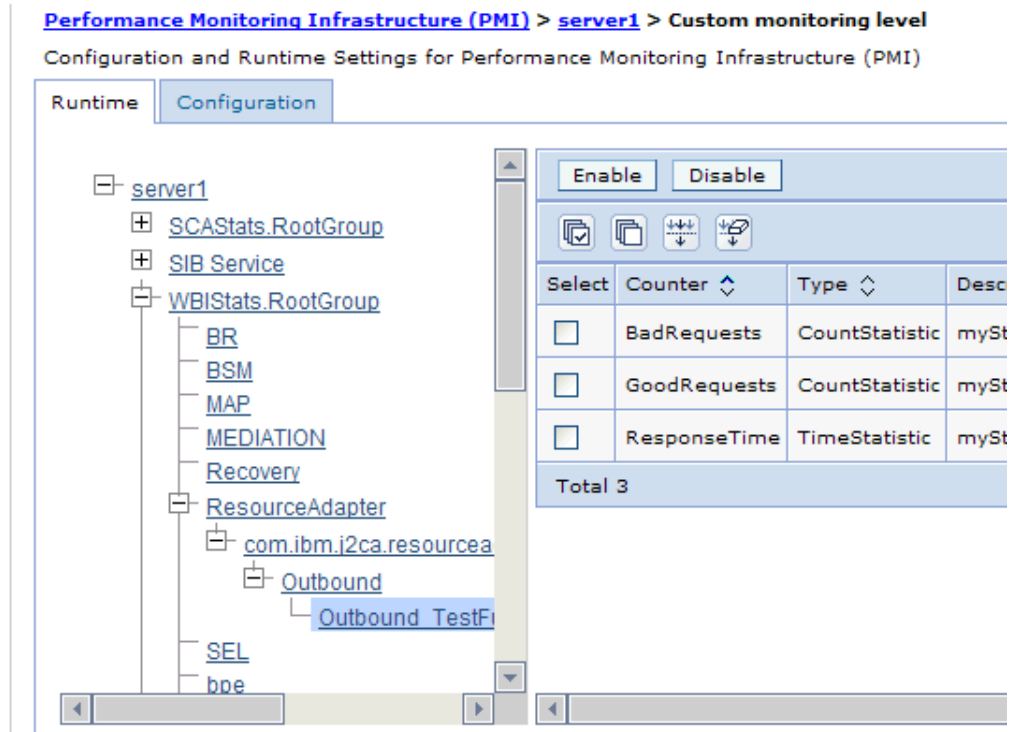 Performance Monitoring Infrastructure (PMI) > server1 > Custom monitoring level
Configuration and Runtime Settings for Performance Monitoring Infrastructure (PMI)
Runtime Configuration
server1
SCAStats.RootGroup
SIB Service
WBIStats.RootGroup
BR
BSM
MAP
MEDIATION
Recovery
ResourceAdapter
com.ibm.j2ca.resourcea
Outbound
Outbound_TestFu
SEL
bpe
Enable Disable
Select Counter Type Desc
BadRequests CountStatistic mySt
GoodRequests CountStatistic mySt
ResponseTime TimeStatistic mySt
Total 3